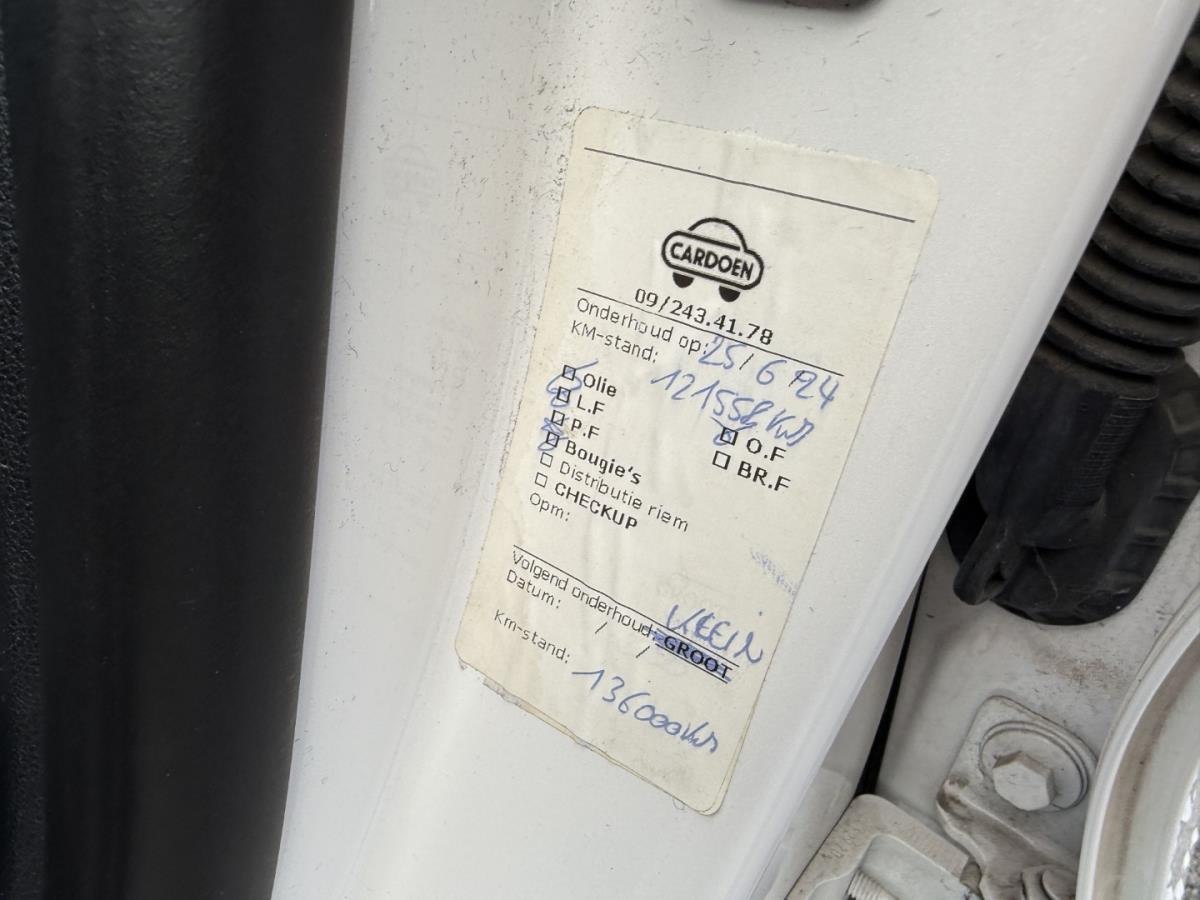 CARDOEN
09/243.41.78
Onderhoud op: 25/6/24
KM-stand: 121558 KM
Olie
L.F
O.F
P.F
BR.F
Bougie's
Distributie riem
CHECKUP
Opm:
Volgend onderhoud: GROOT KLEIN
Datum: / /
Km-stand: 136000 Km